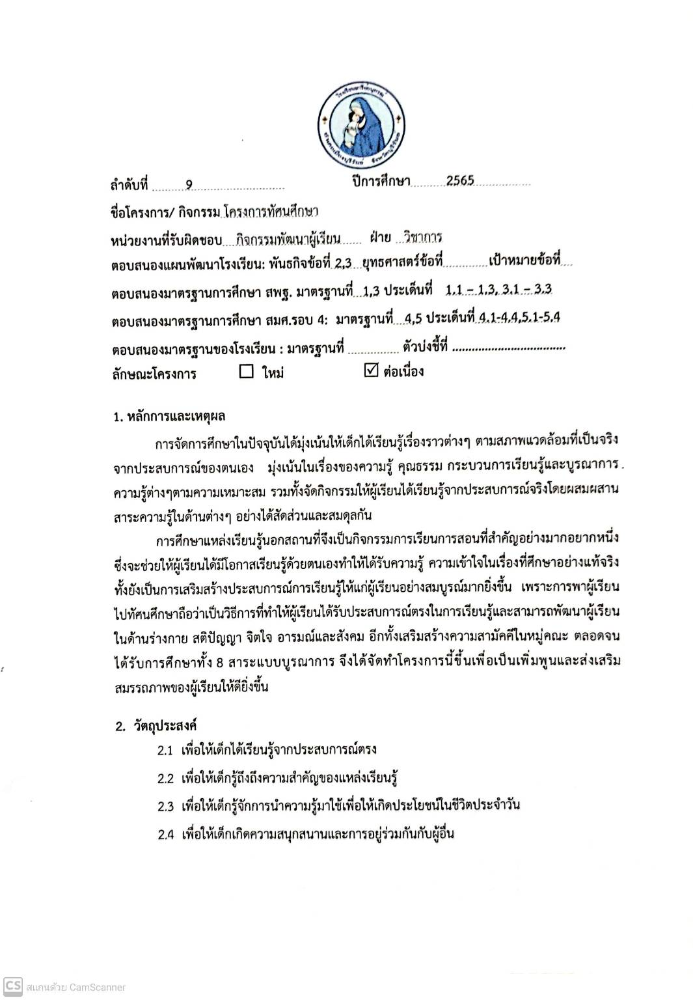 ลำดับที่ 9 ปีการศึกษา 2565
ชื่อโครงการ/ กิจกรรม โครงการทัศนศึกษา
หน่วยงานที่รับผิดชอบ กิจกรรมพัฒนาผู้เรียน ฝ่าย วิชาการ
ตอบสนองแผนพัฒนาโรงเรียน: พันธกิจข้อที่ 2,3 ยุทธศาสตร์ข้อที่ เป้าหมายข้อที่
ตอบสนองมาตรฐานการศึกษา สพฐ. มาตรฐานที่ 1,3 ประเด็นที่ 1.1 – 1.3, 3.1 – 3.3
ตอบสนองมาตรฐานการศึกษา สมศ.รอบ 4: มาตรฐานที่ 4,5 ประเด็นที่ 4.1-4.4,5.1-5.4
ตอบสนองมาตรฐานของโรงเรียน : มาตรฐานที่ ตัวบ่งชี้ที่
ลักษณะโครงการ ☐ ใหม่ ☑ ต่อเนื่อง
1. หลักการและเหตุผล
การจัดการศึกษาในปัจจุบันได้มุ่งเน้นให้เด็กได้เรียนรู้เรื่องราวต่างๆ ตามสภาพแวดล้อมที่เป็นจริง
จากประสบการณ์ของตนเอง มุ่งเน้นในเรื่องของความรู้ คุณธรรม กระบวนการเรียนรู้และบูรณาการ
ความรู้ต่างๆตามความเหมาะสม รวมทั้งจัดกิจกรรมให้ผู้เรียนได้เรียนรู้จากประสบการณ์จริงโดยผสมผสาน
สาระความรู้ในด้านต่างๆ อย่างได้สัดส่วนและสมดุลกัน
การศึกษาแหล่งเรียนรู้นอกสถานที่จึงเป็นกิจกรรมการเรียนการสอนที่สำคัญอย่างมากอยากหนึ่ง
ซึ่งจะช่วยให้ผู้เรียนได้มีโอกาสเรียนรู้ด้วยตนเองทำให้ได้รับความรู้ ความเข้าใจในเรื่องที่ศึกษาอย่างแท้จริง
ทั้งยังเป็นการเสริมสร้างประสบการณ์การเรียนรู้ให้แก่ผู้เรียนอย่างสมบูรณ์มากยิ่งขึ้น เพราะการพาผู้เรียน
ไปทัศนศึกษาถือว่าเป็นวิธีการที่ทำให้ผู้เรียนได้รับประสบการณ์ตรงในการเรียนรู้และสามารถพัฒนาผู้เรียน
ในด้านร่างกาย สติปัญญา จิตใจ อารมณ์และสังคม อีกทั้งเสริมสร้างความสามัคคีในหมู่คณะ ตลอดจน
ได้รับการศึกษาทั้ง 8 สาระแบบบูรณาการ จึงได้จัดทำโครงการนี้ขึ้นเพื่อเป็นเพิ่มพูนและส่งเสริม
สมรรถภาพของผู้เรียนให้ดียิ่งขึ้น
2. วัตถุประสงค์
2.1 เพื่อให้เด็กได้เรียนรู้จากประสบการณ์ตรง
2.2 เพื่อให้เด็กรู้ถึงถึงความสำคัญของแหล่งเรียนรู้
2.3 เพื่อให้เด็กรู้จักการนำความรู้มาใช้เพื่อให้เกิดประโยชน์ในชีวิตประจำวัน
2.4 เพื่อให้เด็กเกิดความสนุกสนานและการอยู่ร่วมกันกับผู้อื่น
CS สแกนด้วย CamScanner